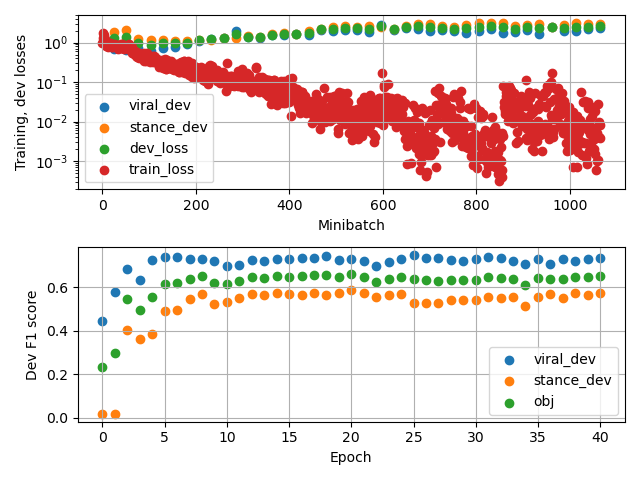 Training, dev losses
10⁰
10⁻¹
10⁻²
10⁻³
viral_dev
stance_dev
dev_loss
train_loss
0 200 400 600 800 1000
Minibatch
Dev F1 score
0.6
0.4
0.2
0.0
viral_dev
stance_dev
obj
0 5 10 15 20 25 30 35 40
Epoch